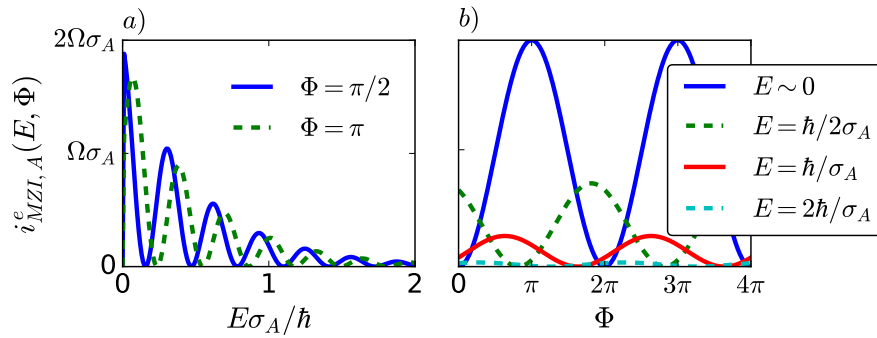 a)
b)
i^e_{MZI, A}(E, Φ)
2Ωσ_A
Ωσ_A
0
Φ = π/2
Φ = π
0 1 2
Eσ_A/ħ
E ∼ 0
E = ħ/2σ_A
E = ħ/σ_A
E = 2ħ/σ_A
0 π 2π 3π 4π
Φ